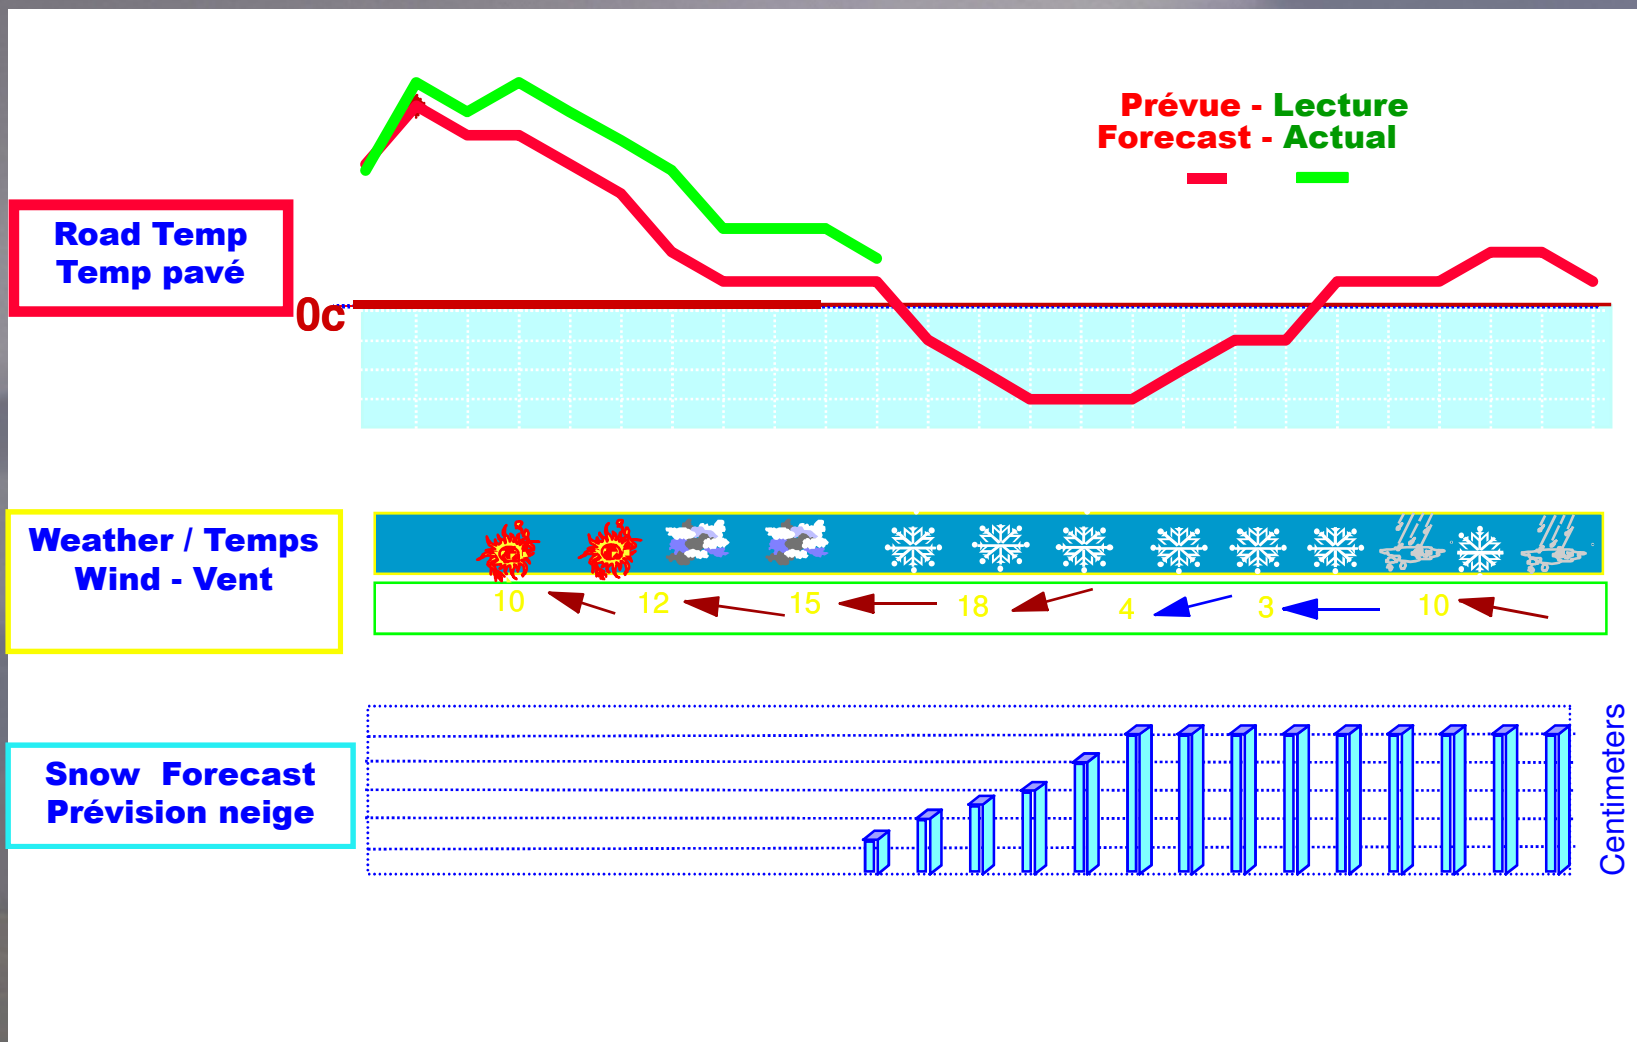 Prévue - Lecture
Forecast - Actual
Road Temp
Temp pavé
0c
Weather / Temps
Wind - Vent
10 12 15 18 4 3 10
Snow Forecast
Prévision neige
Centimeters